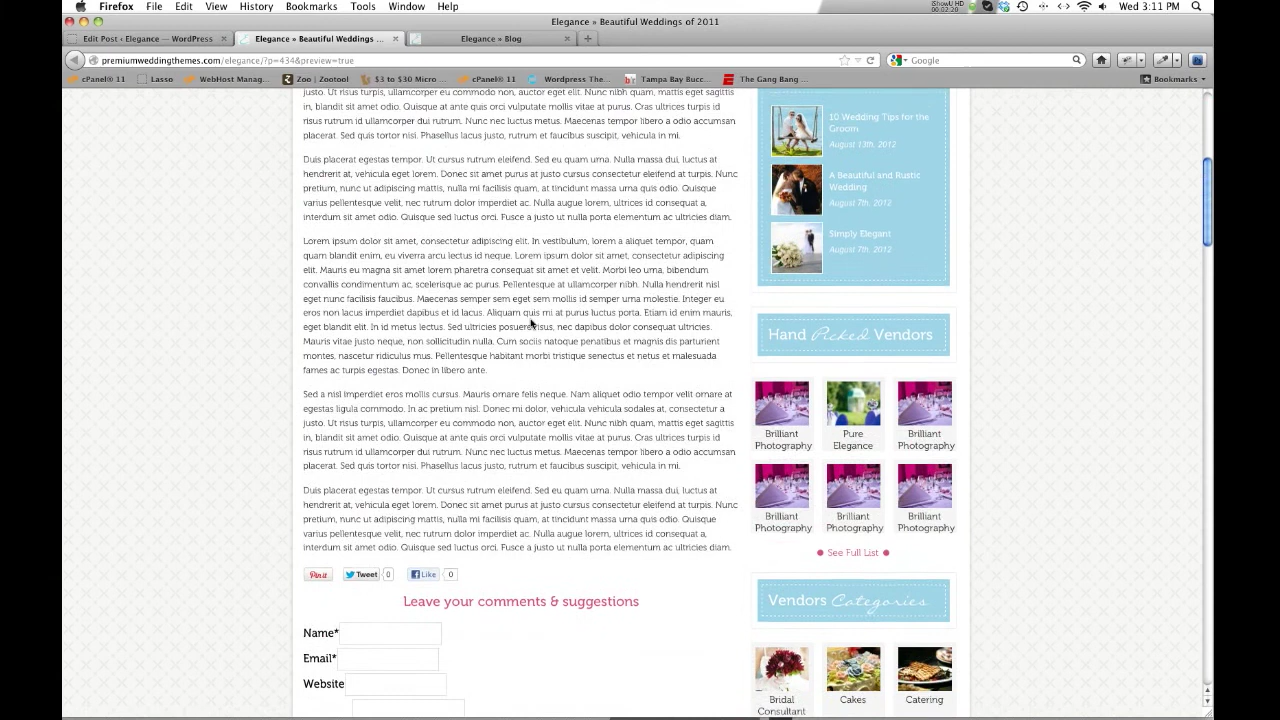 Firefox File Edit View History Bookmarks Tools Window Help
iShowU HD
00:02:20
Wed 3:11 PM
Elegance » Beautiful Weddings of 2011
Edit Post ‹ Elegance — WordPress
Elegance » Beautiful Weddings ...
Elegance » Blog
premiumweddingthemes.com/elegance/?p=434&preview=true
Google
cPanel® 11 Lasso WebHost Manag... Zoo | Zootool $3 to $30 Micro ... cPanel® 11 Wordpress The... Tampa Bay Bucc... The Gang Bang ... Bookmarks
justo. Ut risus turpis, ullamcorper eu commodo non, auctor eget elit. Nunc nibh quam, mattis eget sagittis
in, blandit sit amet odio. Quisque at ante quis orci vulputate mollis vitae at purus. Cras ultrices turpis id
risus rutrum id ullamcorper dui rutrum. Nunc nec luctus metus. Maecenas tempor libero a odio dictum
placerat. Sed quis tortor nisi. Phasellus lacus justo, rutrum et faucibus suscipit, vehicula in mi.
Duis placerat egestas tempor. Ut cursus rutrum eleifend. Sed eu quam urna. Nulla massa dui, luctus at
hendrerit at, vehicula eget lorem. Donec sit amet purus at justo cursus consectetur eleifend at turpis. Nunc
pretium, nunc ut adipiscing mattis, nulla mi facilisis quam, at tincidunt massa urna quis odio. Quisque
varius pellentesque velit, nec rutrum dolor imperdiet ac. Nulla augue lorem, ultrices id consequat a,
interdum sit amet odio. Quisque sed luctus orci. Fusce a justo ut nulla porta elementum ac ultricies diam.
Lorem ipsum dolor sit amet, consectetur adipiscing elit. In vestibulum, lorem a aliquet tempor, quam
quam blandit enim, eu viverra arcu lectus id neque. Lorem ipsum dolor sit amet, consectetur adipiscing
elit. Mauris eu magna sit amet lorem pharetra consequat sit amet et velit. Morbi leo urna, bibendum
convallis condimentum ac, scelerisque ac purus. Pellentesque at ullamcorper nibh. Nulla hendrerit nisl
eget nunc facilisis faucibus. Maecenas semper sem eget sem mollis id semper urna molestie. Integer eu
eros non lacus imperdiet dapibus et id lacus. Aliquam quis mi at purus luctus porta. Etiam id enim mauris,
eget blandit elit. In id metus lectus. Sed ultricies posuere risus, nec dapibus dolor consequat ultricies.
Mauris vitae justo neque, non sollicitudin nulla. Cum sociis natoque penatibus et magnis dis parturient
montes, nascetur ridiculus mus. Pellentesque habitant morbi tristique senectus et netus et malesuada
fames ac turpis egestas. Donec in libero ante.
Sed a nisl imperdiet eros mollis cursus. Mauris ornare felis neque. Nam aliquet odio tempor velit ornare at
egestas ligula commodo. In ac pretium nisl. Donec mi dolor, vehicula vehicula sodales at, consectetur a
justo. Ut risus turpis, ullamcorper eu commodo non, auctor eget elit. Nunc nibh quam, mattis eget sagittis
in, blandit sit amet odio. Quisque at ante quis orci vulputate mollis vitae at purus. Cras ultrices turpis id
risus rutrum id ullamcorper dui rutrum. Nunc nec luctus metus. Maecenas tempor libero a odio dictum
placerat. Sed quis tortor nisi. Phasellus lacus justo, rutrum et faucibus suscipit, vehicula in mi.
Duis placerat egestas tempor. Ut cursus rutrum eleifend. Sed eu quam urna. Nulla massa dui, luctus at
hendrerit at, vehicula eget lorem. Donec sit amet purus at justo cursus consectetur eleifend at turpis. Nunc
pretium, nunc ut adipiscing mattis, nulla mi facilisis quam, at tincidunt massa urna quis odio. Quisque
varius pellentesque velit, nec rutrum dolor imperdiet ac. Nulla augue lorem, ultrices id consequat a,
interdum sit amet odio. Quisque sed luctus orci. Fusce a justo ut nulla porta elementum ac ultricies diam.
Pin it Tweet 0 Like 0
Leave your comments & suggestions
Name*
Email*
Website
10 Wedding Tips for the
Groom
August 13th, 2012
A Beautiful and Rustic
Wedding
August 7th, 2012
Simply Elegant
August 7th, 2012
Hand Picked Vendors
Brilliant
Photography
Pure
Elegance
Brilliant
Photography
Brilliant
Photography
Brilliant
Photography
Brilliant
Photography
See Full List
Vendors Categories
Bridal
Consultant
Cakes
Catering